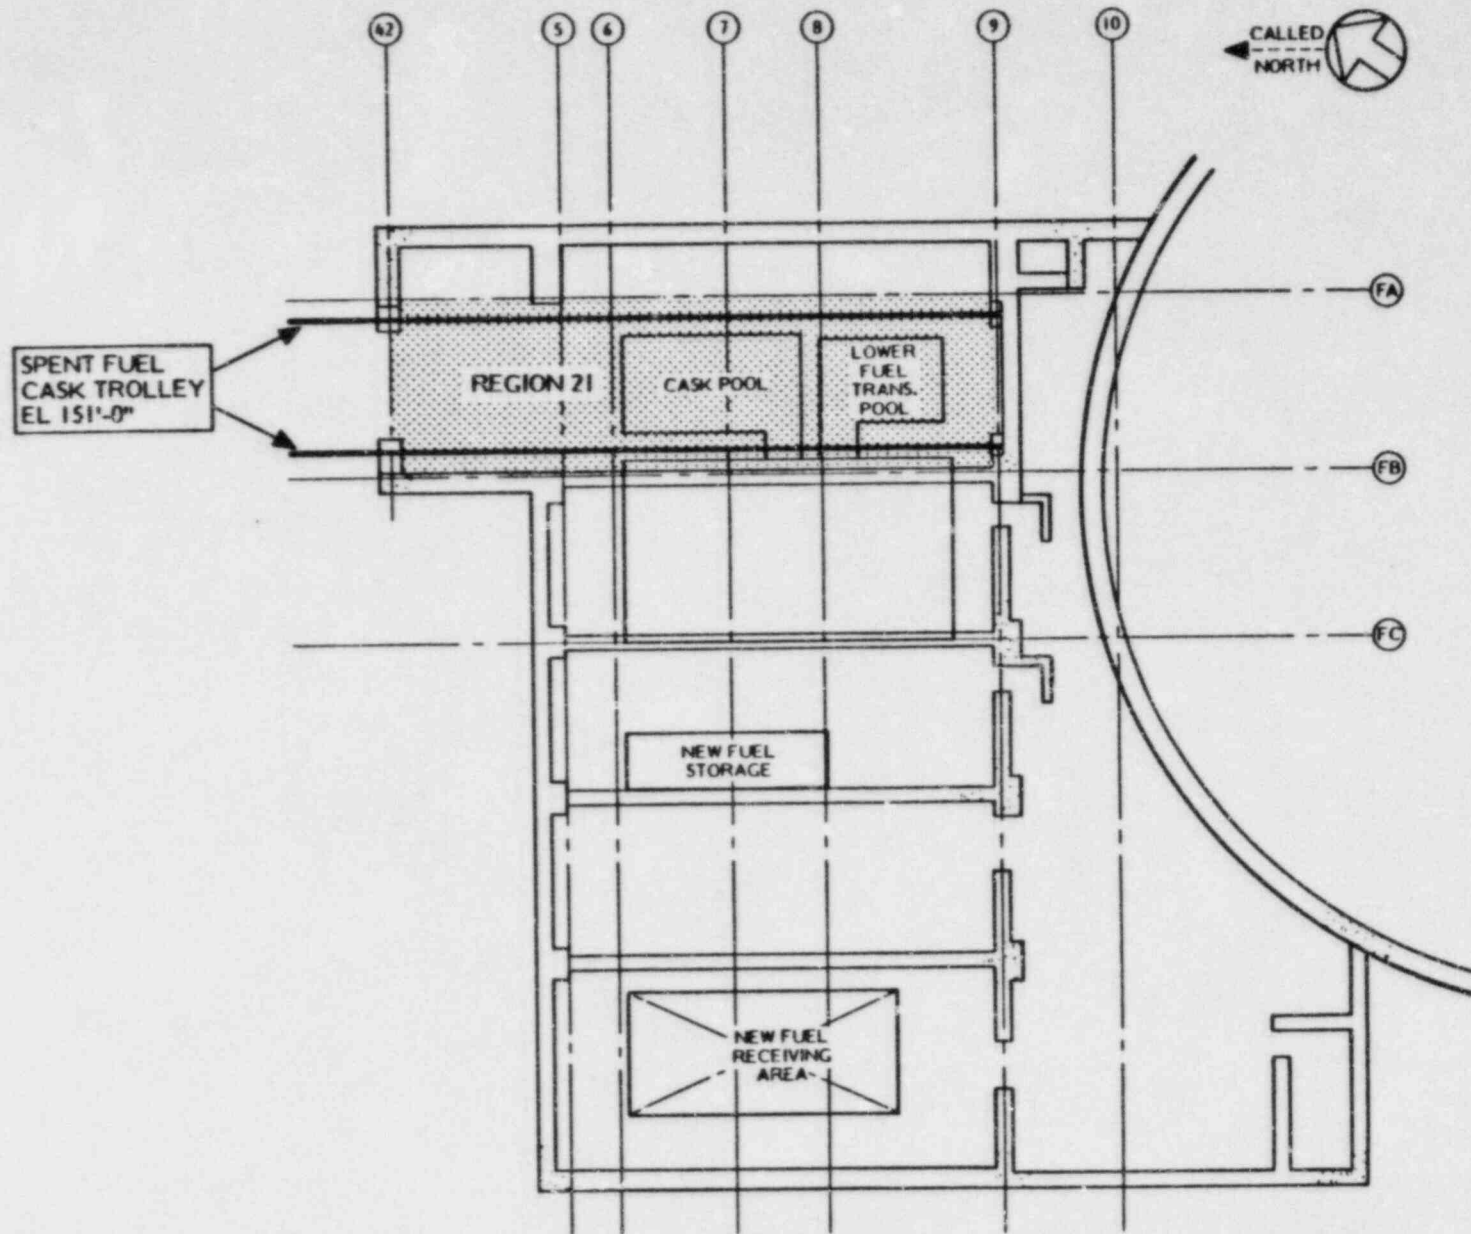 42 5 6 7 8 9 10
CALLED
NORTH
FA
SPENT FUEL
CASK TROLLEY
EL 151'-0"
REGION 21
CASK POOL
LOWER
FUEL
TRANS.
POOL
FB
FC
NEW FUEL
STORAGE
NEW FUEL
RECEIVING
AREA